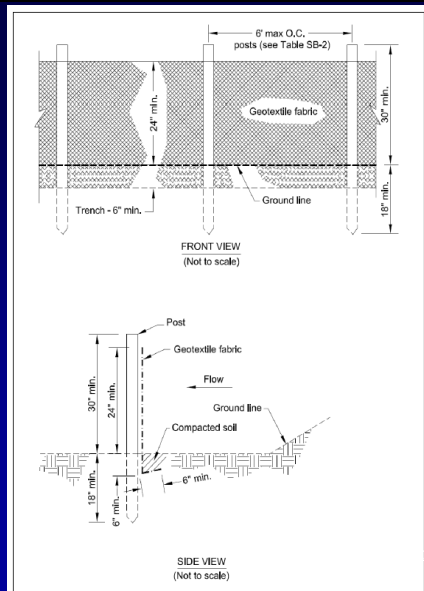 6' max O.C.
posts (see Table SB-2)
24" min.
Geotextile fabric
30" min.
Ground line
Trench - 6" min.
18" min.
FRONT VIEW
(Not to scale)
Post
Geotextile fabric
Flow
30" min.
24" min.
Ground line
Compacted soil
18" min.
6" min.
6" min.
SIDE VIEW
(Not to scale)